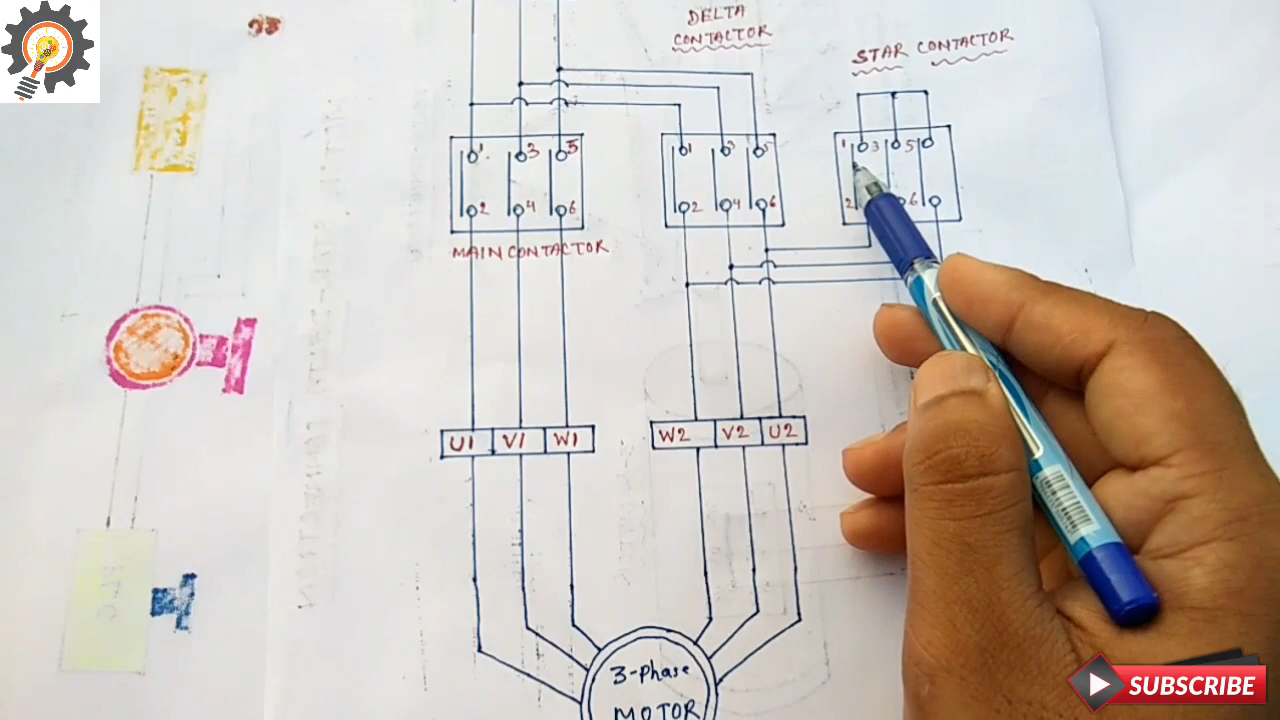 DELTA
CONTACTOR
STAR CONTACTOR
1 3 5
2 4 6
MAIN CONTACTOR
1 3 5
2 4 6
1 3 5
2 6
U1 V1 W1
W2 V2 U2
3-Phase
MOTOR
SUBSCRIBE